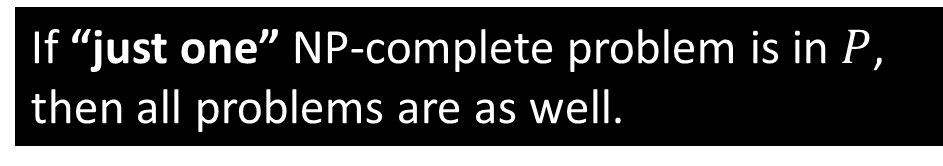 If “just one” NP-complete problem is in 𝑃,
then all problems are as well.